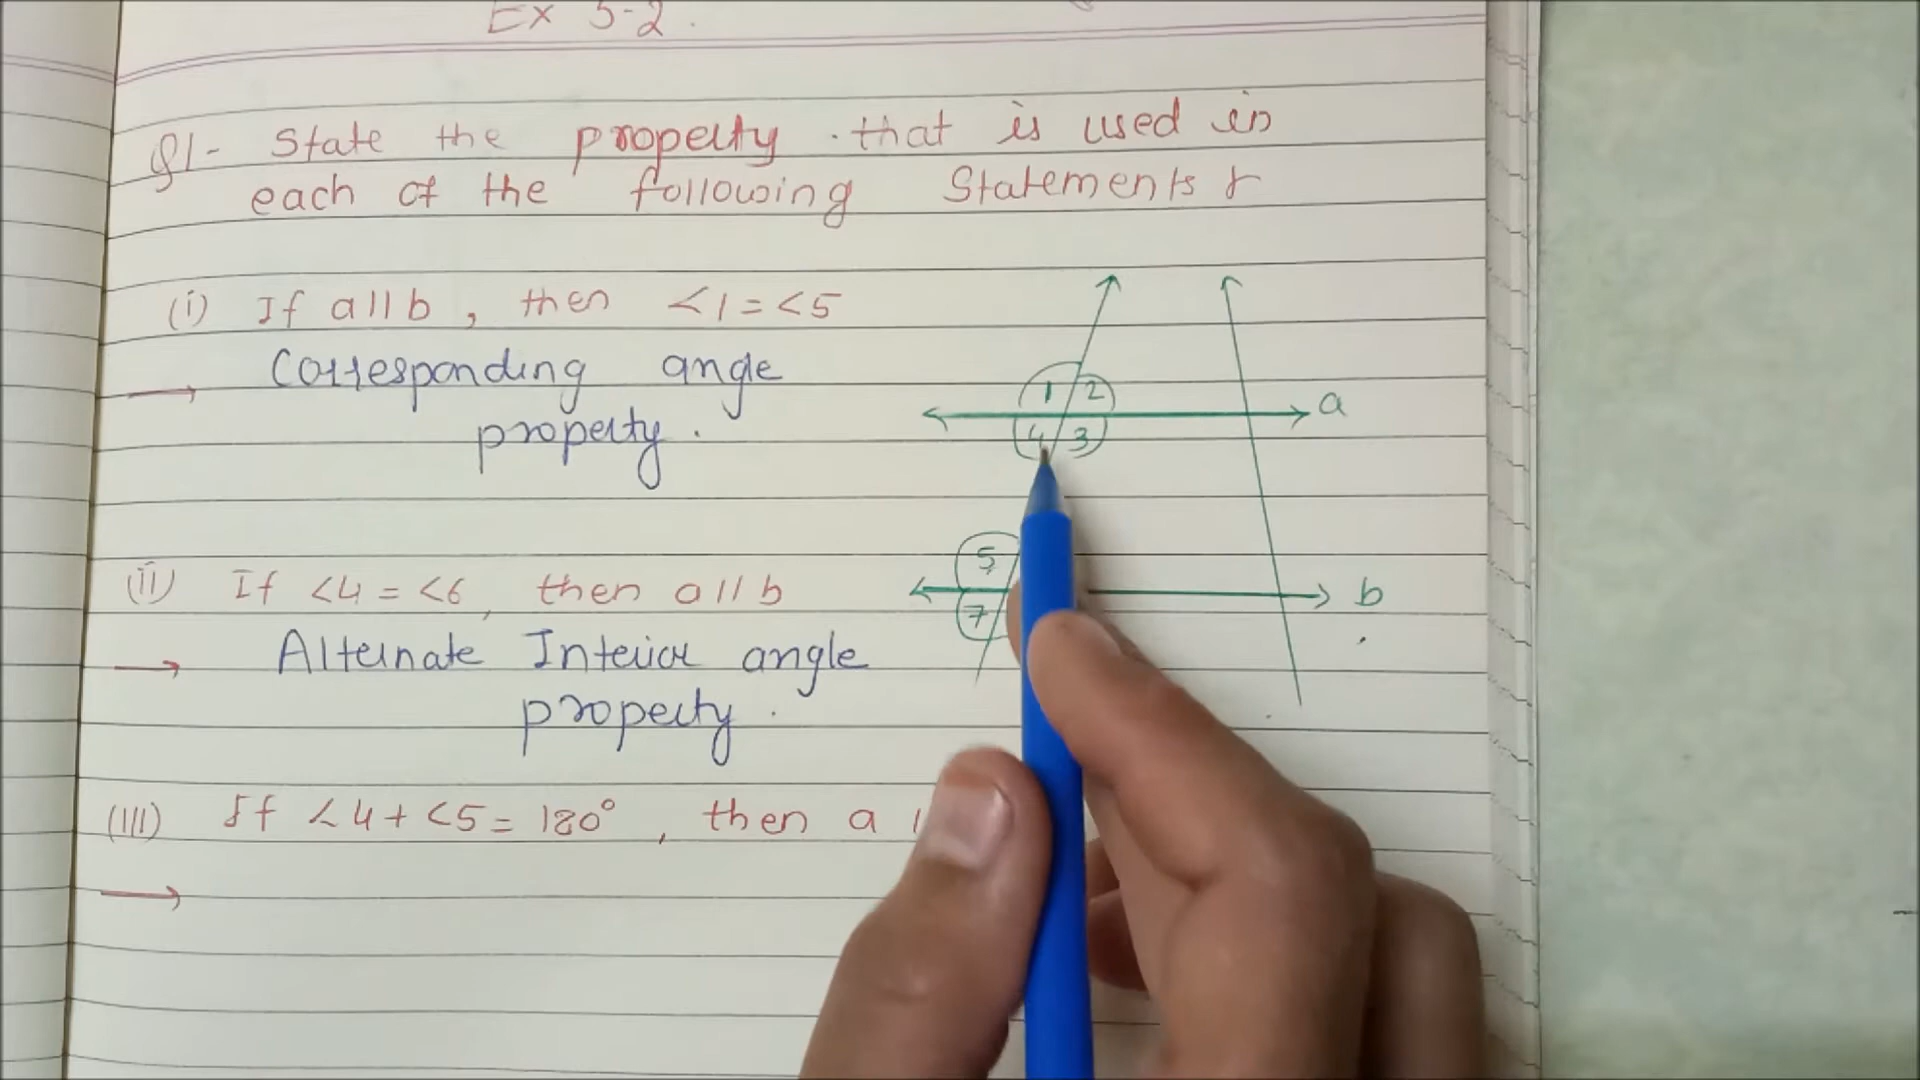 Ex 5-2.
Q1- State the property that is used in
each of the following Statements
(i) If a||b, then <1=<5
Corresponding angle
property.
1 2
a
4 3
5
(ii) If <4=<6, then a||b
b
7
Alternate Interior angle
property.
(III) If <4+<5=180°, then a